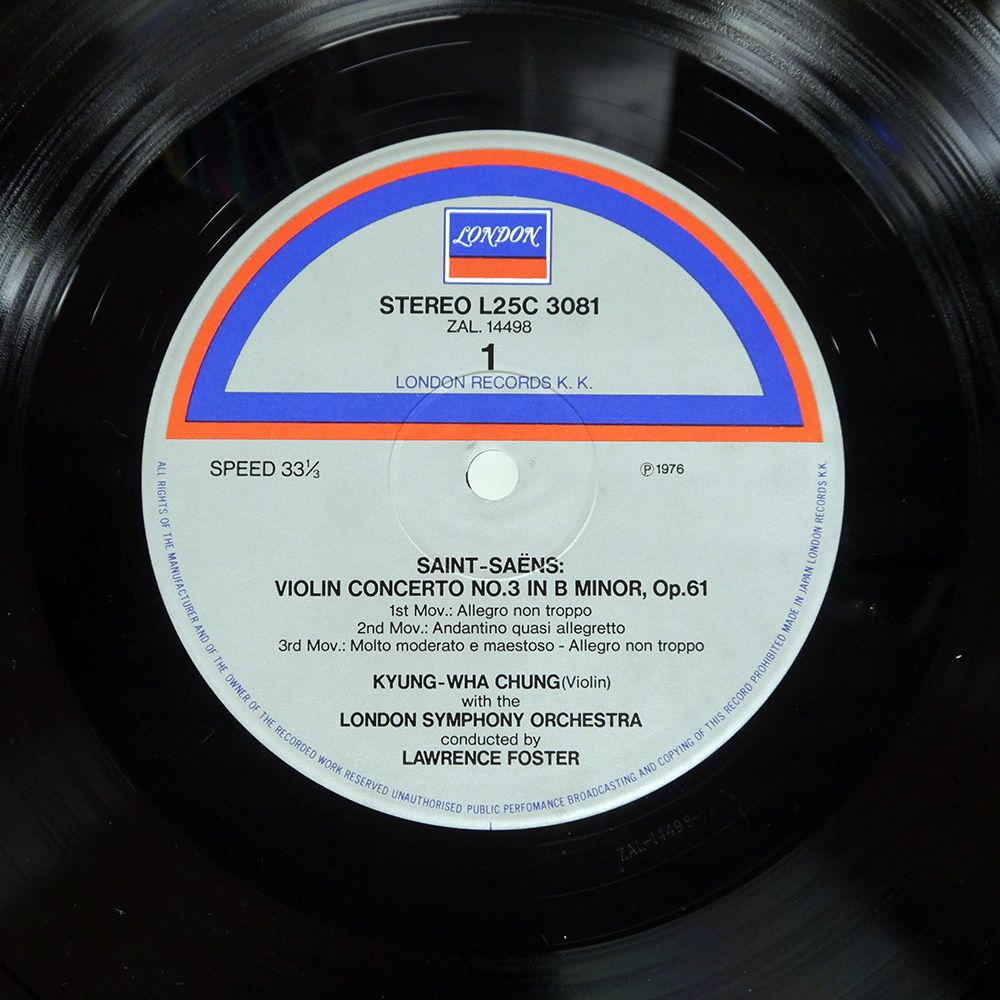 LONDON
STEREO L25C 3081
ZAL. 14498
1
LONDON RECORDS K. K.
SPEED 33⅓
℗ 1976
SAINT-SAËNS:
VIOLIN CONCERTO NO.3 IN B MINOR, Op.61
1st Mov.: Allegro non troppo
2nd Mov.: Andantino quasi allegretto
3rd Mov.: Molto moderato e maestoso - Allegro non troppo
KYUNG-WHA CHUNG (Violin)
with the
LONDON SYMPHONY ORCHESTRA
conducted by
LAWRENCE FOSTER
ALL RIGHTS OF THE MANUFACTURER AND OF THE OWNER OF THE RECORDED WORK RESERVED UNAUTHORISED PUBLIC PERFOMANCE BROADCASTING AND COPYING OF THIS RECORD PROHIBITED MADE IN JAPAN LONDON RECORDS K.K